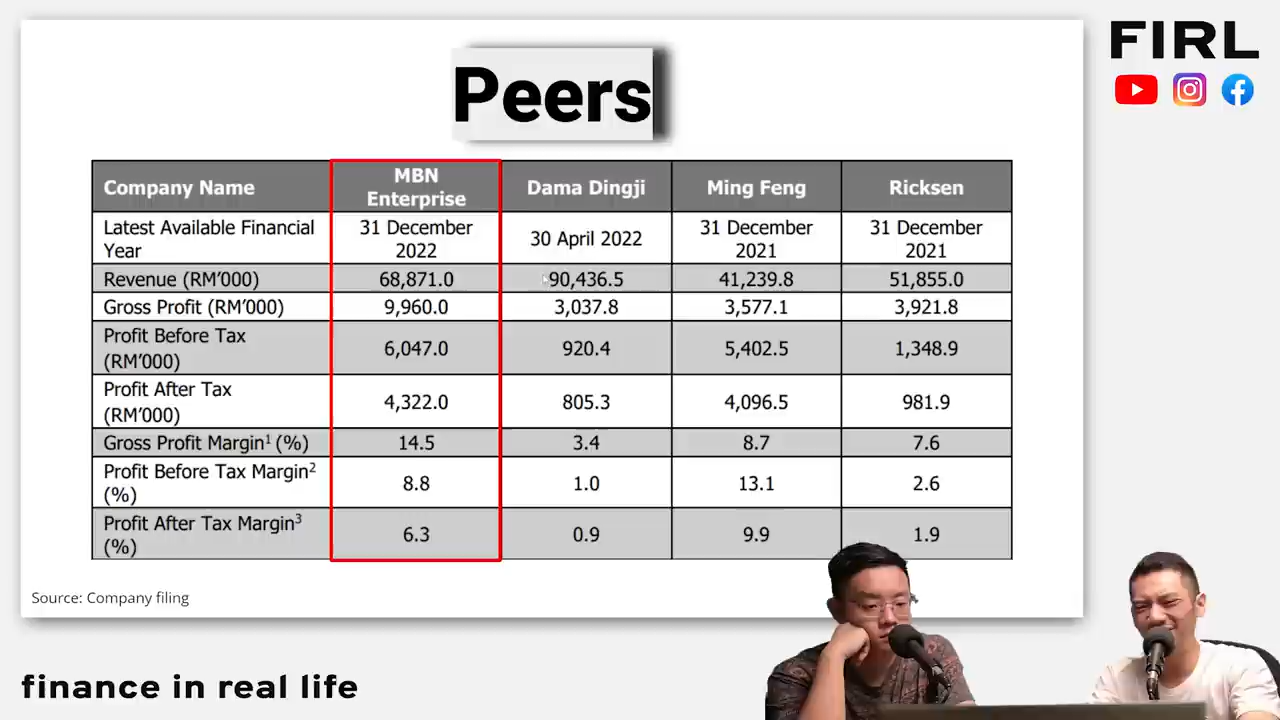 FIRL
Peers
Company Name
MBN
Enterprise
Dama Dingji
Ming Feng
Ricksen
Latest Available Financial
Year
31 December
2022
30 April 2022
31 December
2021
31 December
2021
Revenue (RM'000)
68,871.0
90,436.5
41,239.8
51,855.0
Gross Profit (RM'000)
9,960.0
3,037.8
3,577.1
3,921.8
Profit Before Tax
(RM'000)
6,047.0
920.4
5,402.5
1,348.9
Profit After Tax
(RM'000)
4,322.0
805.3
4,096.5
981.9
Gross Profit Margin¹ (%)
14.5
3.4
8.7
7.6
Profit Before Tax Margin²
(%)
8.8
1.0
13.1
2.6
Profit After Tax Margin³
(%)
6.3
0.9
9.9
1.9
Source: Company filing
finance in real life